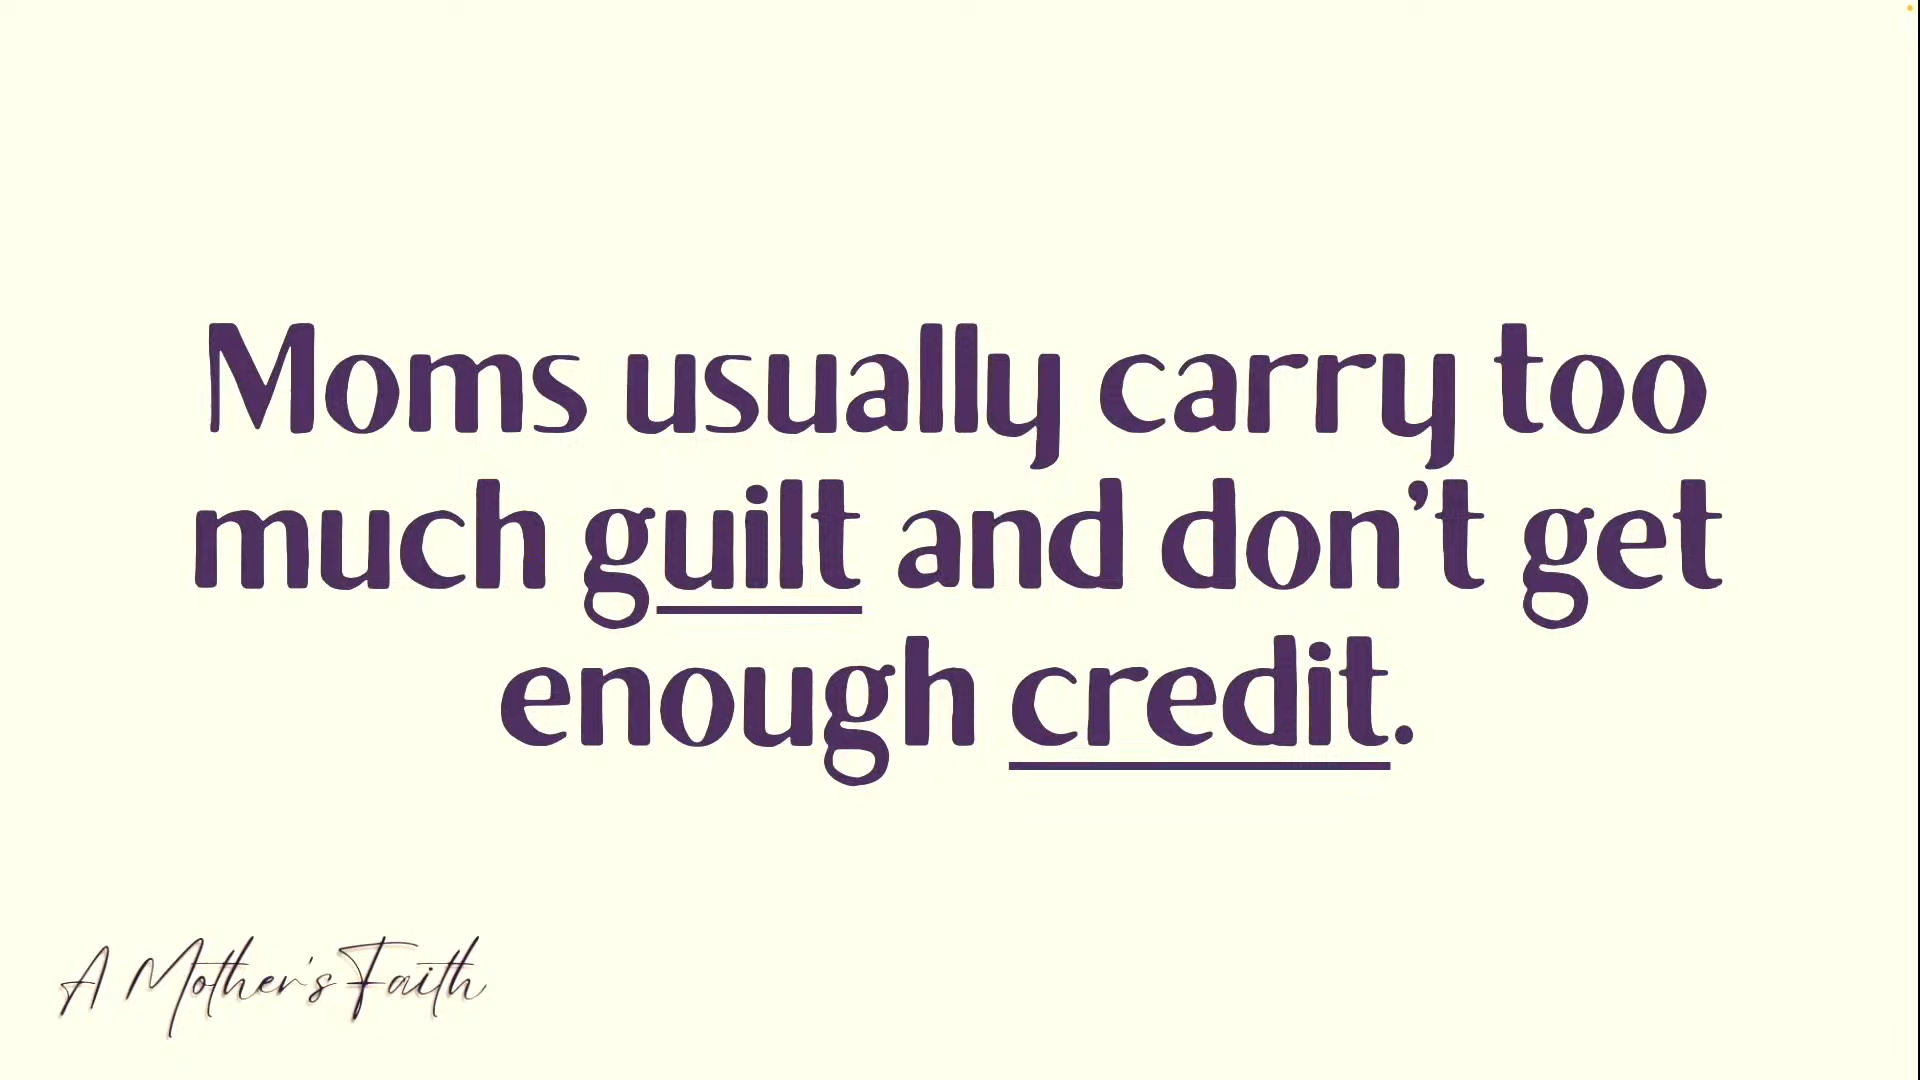 Moms usually carry too
much guilt and don’t get
enough credit.
A Mother's Faith